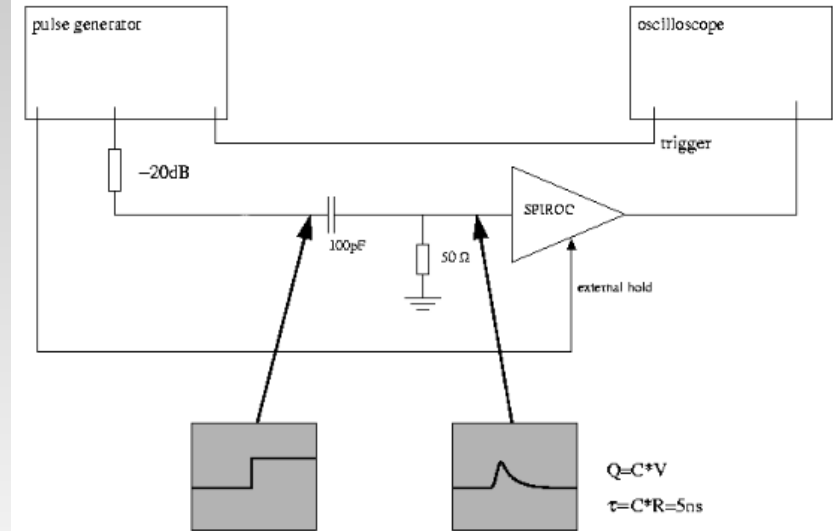 pulse generator
oscilloscope
trigger
−20dB
SPIROC
100pF
50 Ω
external hold
Q=C*V
τ=C*R=5ns